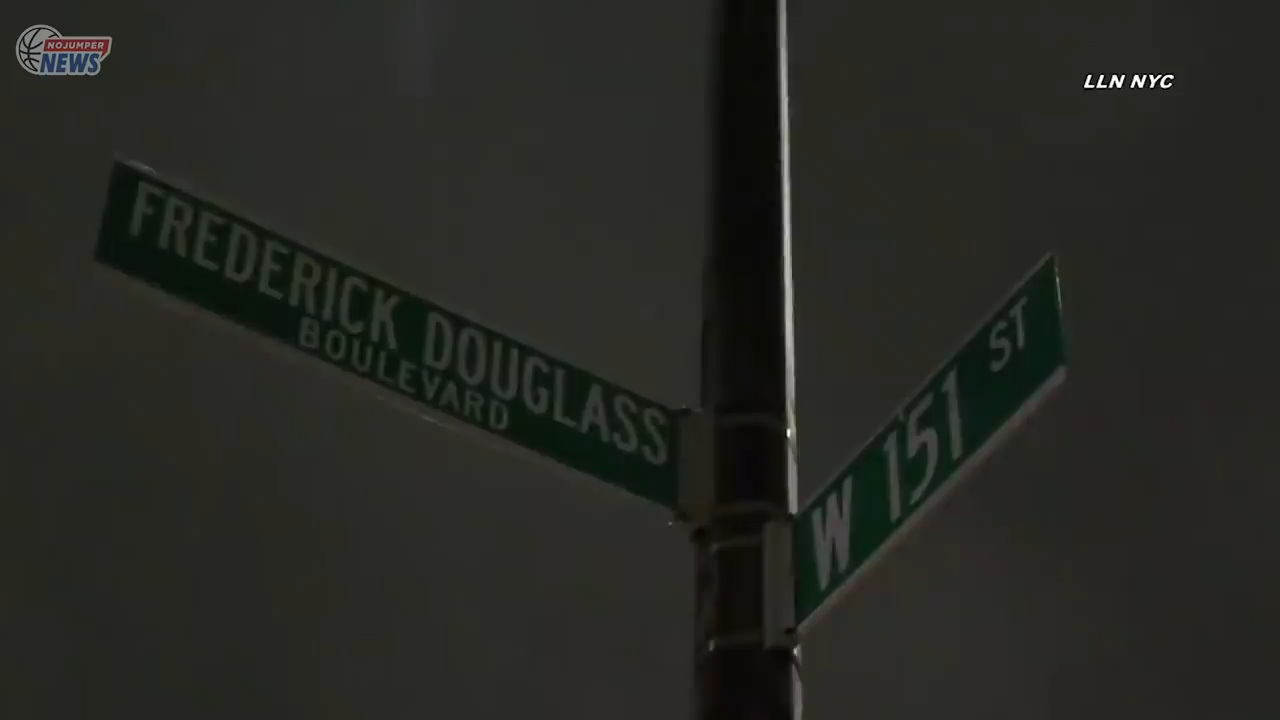 NOJUMPER
NEWS
LLN NYC
FREDERICK DOUGLASS
BOULEVARD
W 151 ST